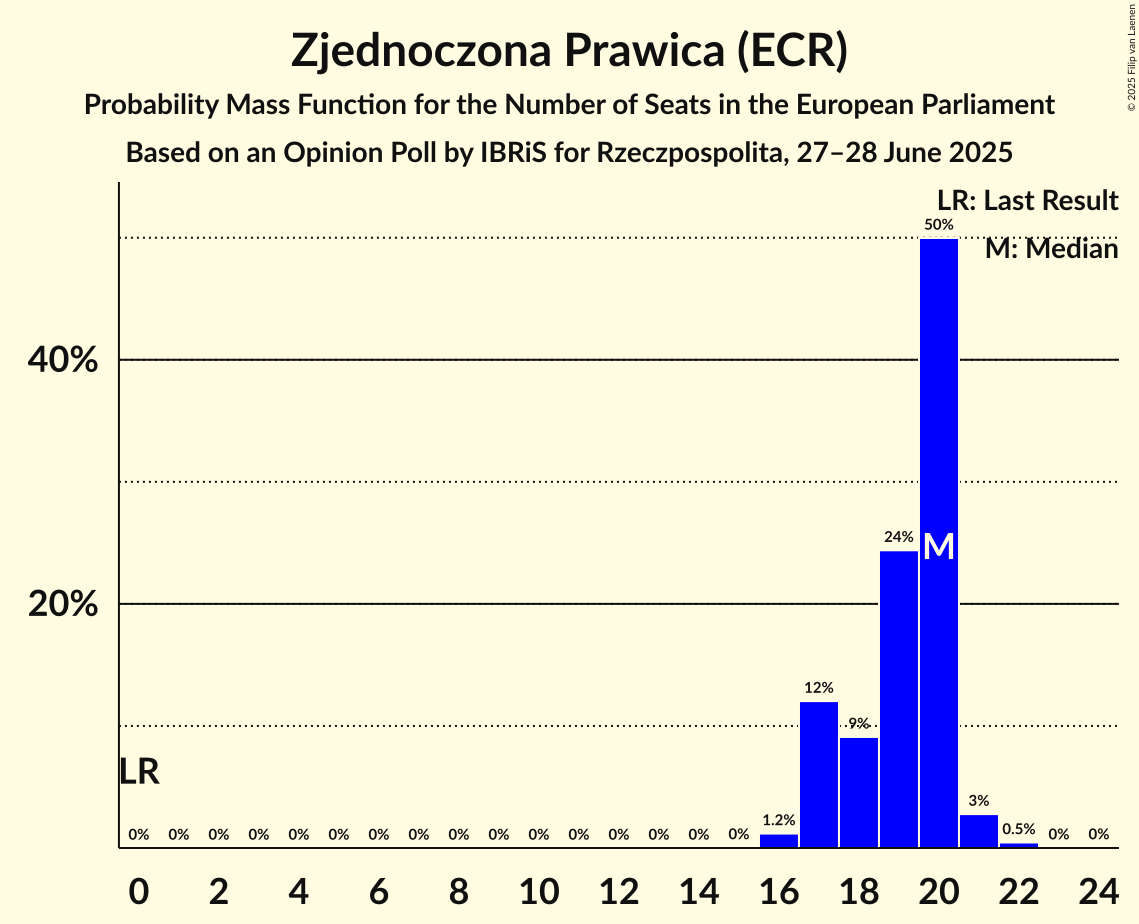 Zjednoczona Prawica (ECR)
Probability Mass Function for the Number of Seats in the European Parliament
Based on an Opinion Poll by IBRiS for Rzeczpospolita, 27–28 June 2025
© 2025 Filip van Laenen
LR: Last Result
M: Median
50%
40%
24%
M
20%
12%
9%
LR
3%
1.2%
0.5%
0% 0% 0% 0% 0% 0% 0% 0% 0% 0% 0% 0% 0% 0% 0% 0% 0% 0%
0 2 4 6 8 10 12 14 16 18 20 22 24